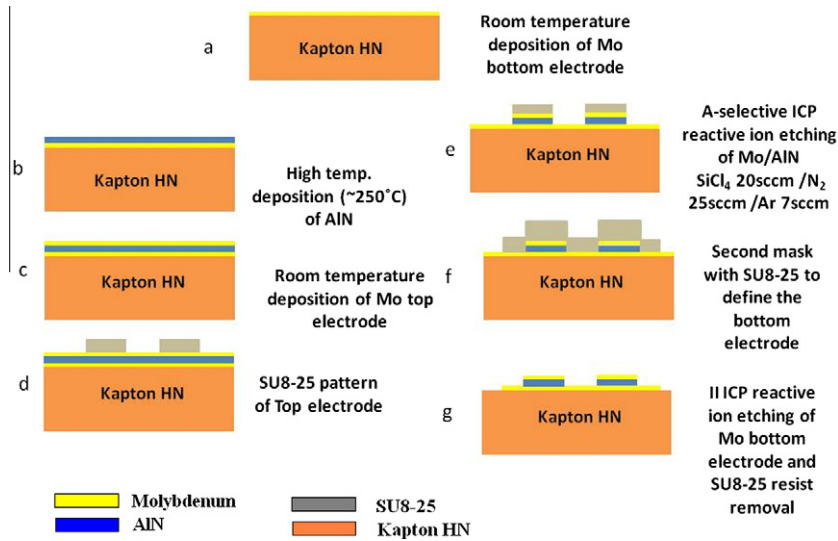 a
Kapton HN
Room temperature
deposition of Mo
bottom electrode
b
Kapton HN
High temp.
deposition (~250˚C)
of AlN
c
Kapton HN
Room temperature
deposition of Mo top
electrode
d
Kapton HN
SU8-25 pattern
of Top electrode
e
Kapton HN
A-selective ICP
reactive ion etching
of Mo/AlN
SiCl4 20sccm /N2
25sccm /Ar 7sccm
f
Kapton HN
Second mask
with SU8-25 to
define the
bottom
electrode
g
Kapton HN
II ICP reactive
ion etching of
Mo bottom
electrode and
SU8-25 resist
removal
Molybdenum
AlN
SU8-25
Kapton HN